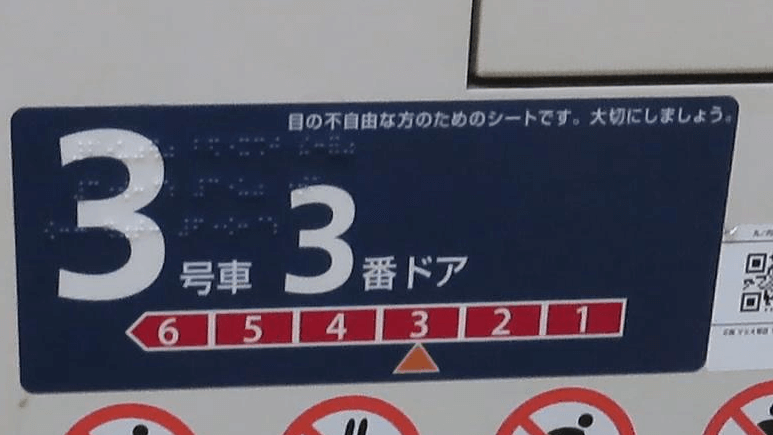 目の不自由な方のためのシートです。大切にしましょう。
3号車 3番ドア
6 5 4 3 2 1